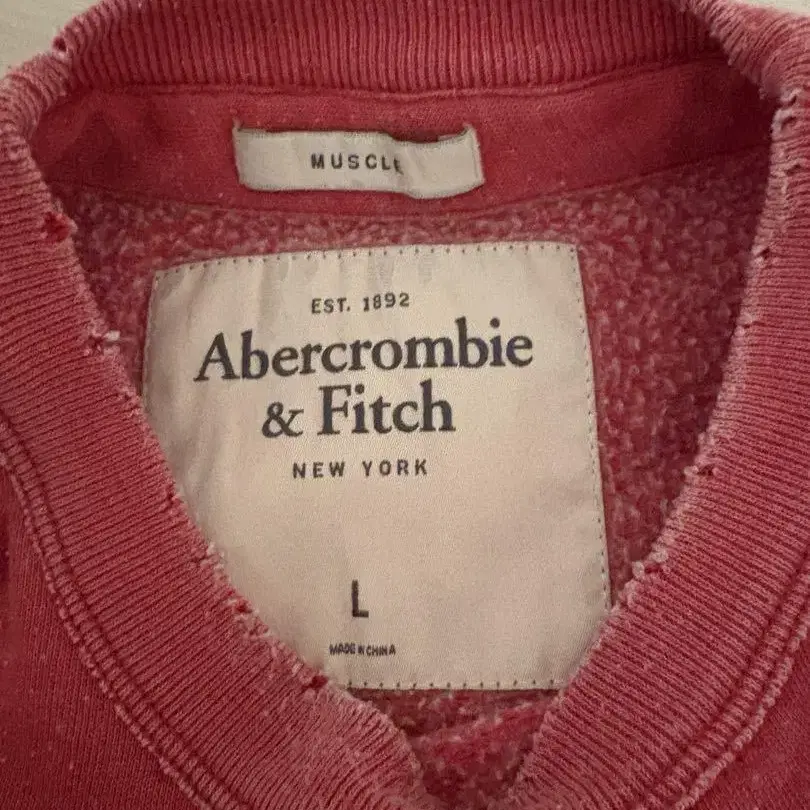 MUSCLE
EST. 1892
Abercrombie
& Fitch
NEW YORK
L
MADE IN CHINA